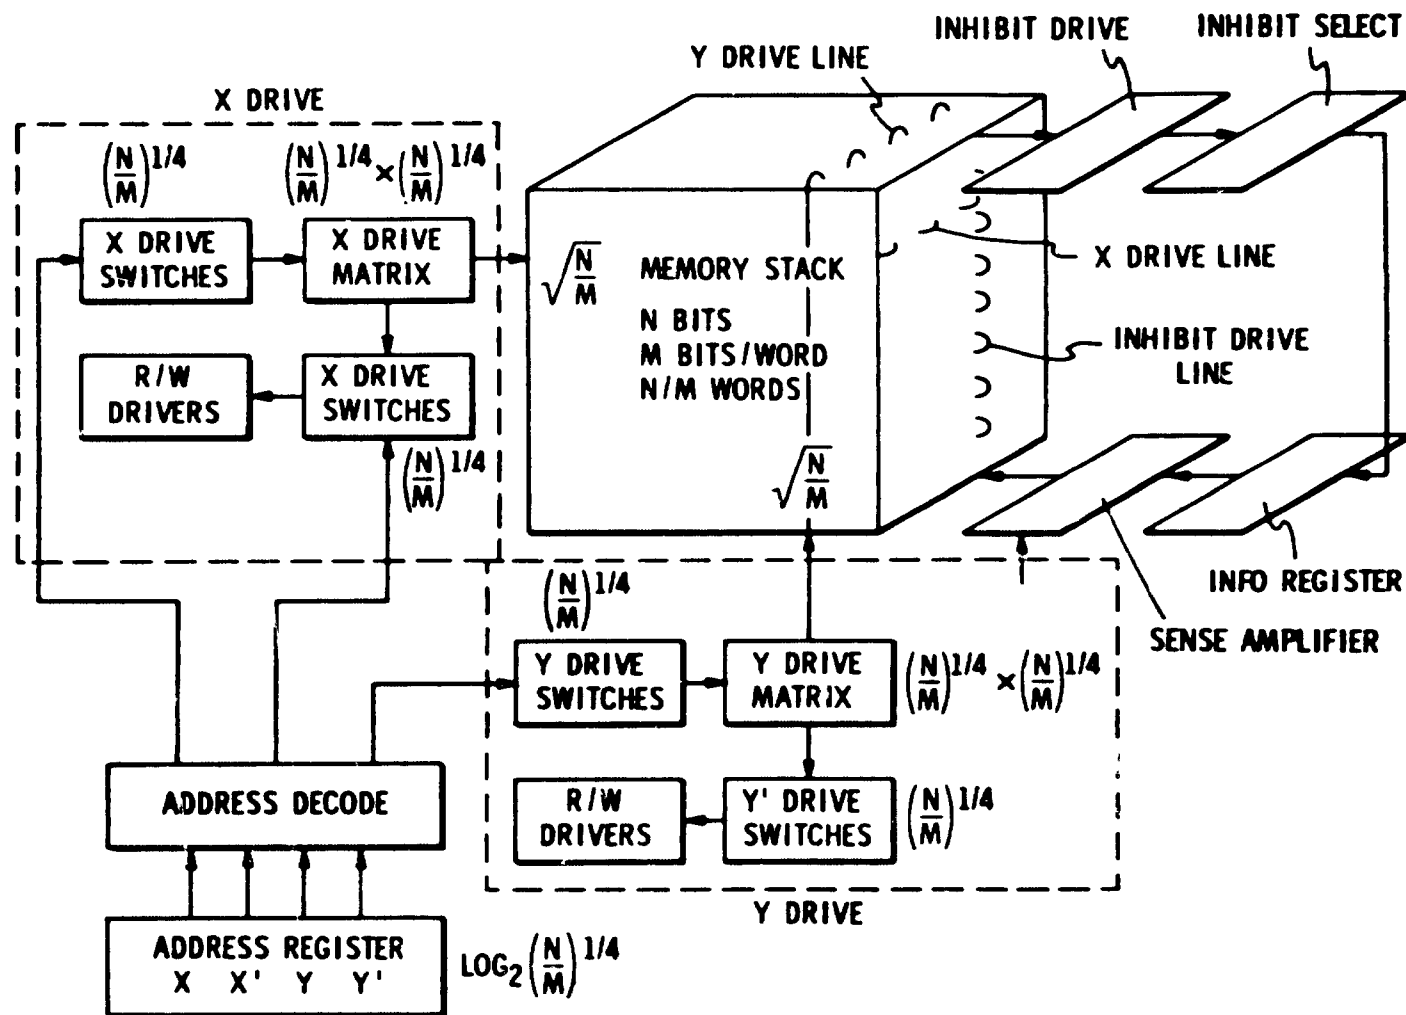 X DRIVE
(N/M)^1/4
(N/M)^1/4 × (N/M)^1/4
X DRIVE
SWITCHES
X DRIVE
MATRIX
R/W
DRIVERS
X DRIVE
SWITCHES
(N/M)^1/4
Y DRIVE
LINE
INHIBIT DRIVE
INHIBIT SELECT
√N/M
MEMORY STACK
N BITS
M BITS/WORD
N/M WORDS
√N/M
X DRIVE LINE
INHIBIT DRIVE
LINE
INFO REGISTER
SENSE AMPLIFIER
(N/M)^1/4
Y DRIVE
SWITCHES
Y DRIVE
MATRIX
(N/M)^1/4 × (N/M)^1/4
R/W
DRIVERS
Y' DRIVE
SWITCHES
(N/M)^1/4
Y DRIVE
ADDRESS DECODE
ADDRESS REGISTER
X X' Y Y'
LOG₂(N/M)^1/4